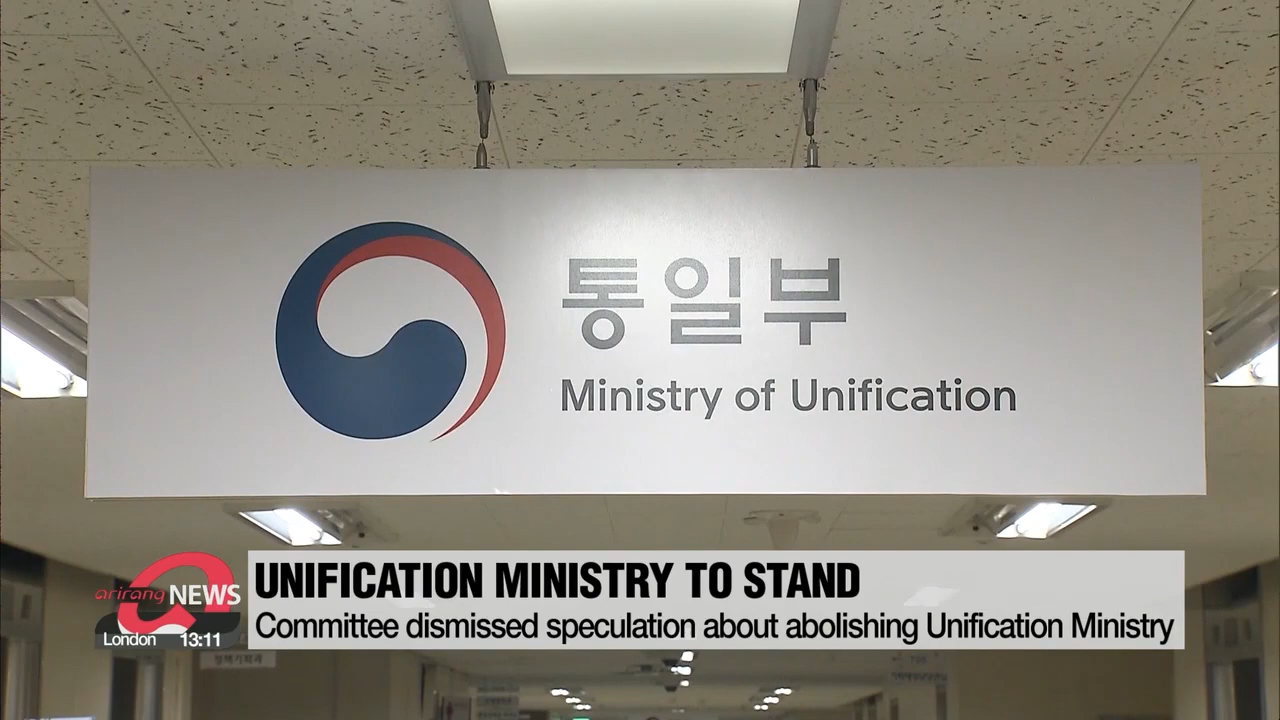 통일부
Ministry of Unification
arirang NEWS
London 13:11
UNIFICATION MINISTRY TO STAND
Committee dismissed speculation about abolishing Unification Ministry